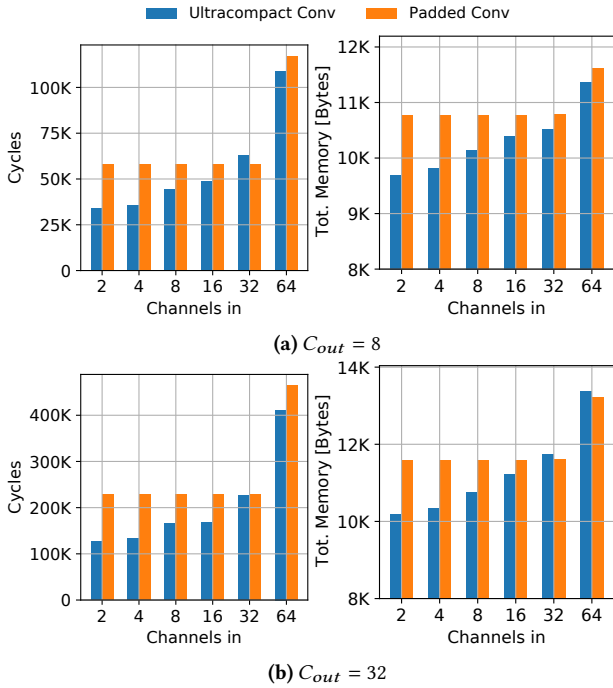 Ultracompact Conv Padded Conv
Cycles
100K
75K
50K
25K
0
2 4 8 16 32 64
Channels in
Tot. Memory [Bytes]
12K
11K
10K
9K
8K
2 4 8 16 32 64
Channels in
(a) C_out = 8
Cycles
400K
300K
200K
100K
0
2 4 8 16 32 64
Channels in
Tot. Memory [Bytes]
14K
12K
10K
8K
2 4 8 16 32 64
Channels in
(b) C_out = 32